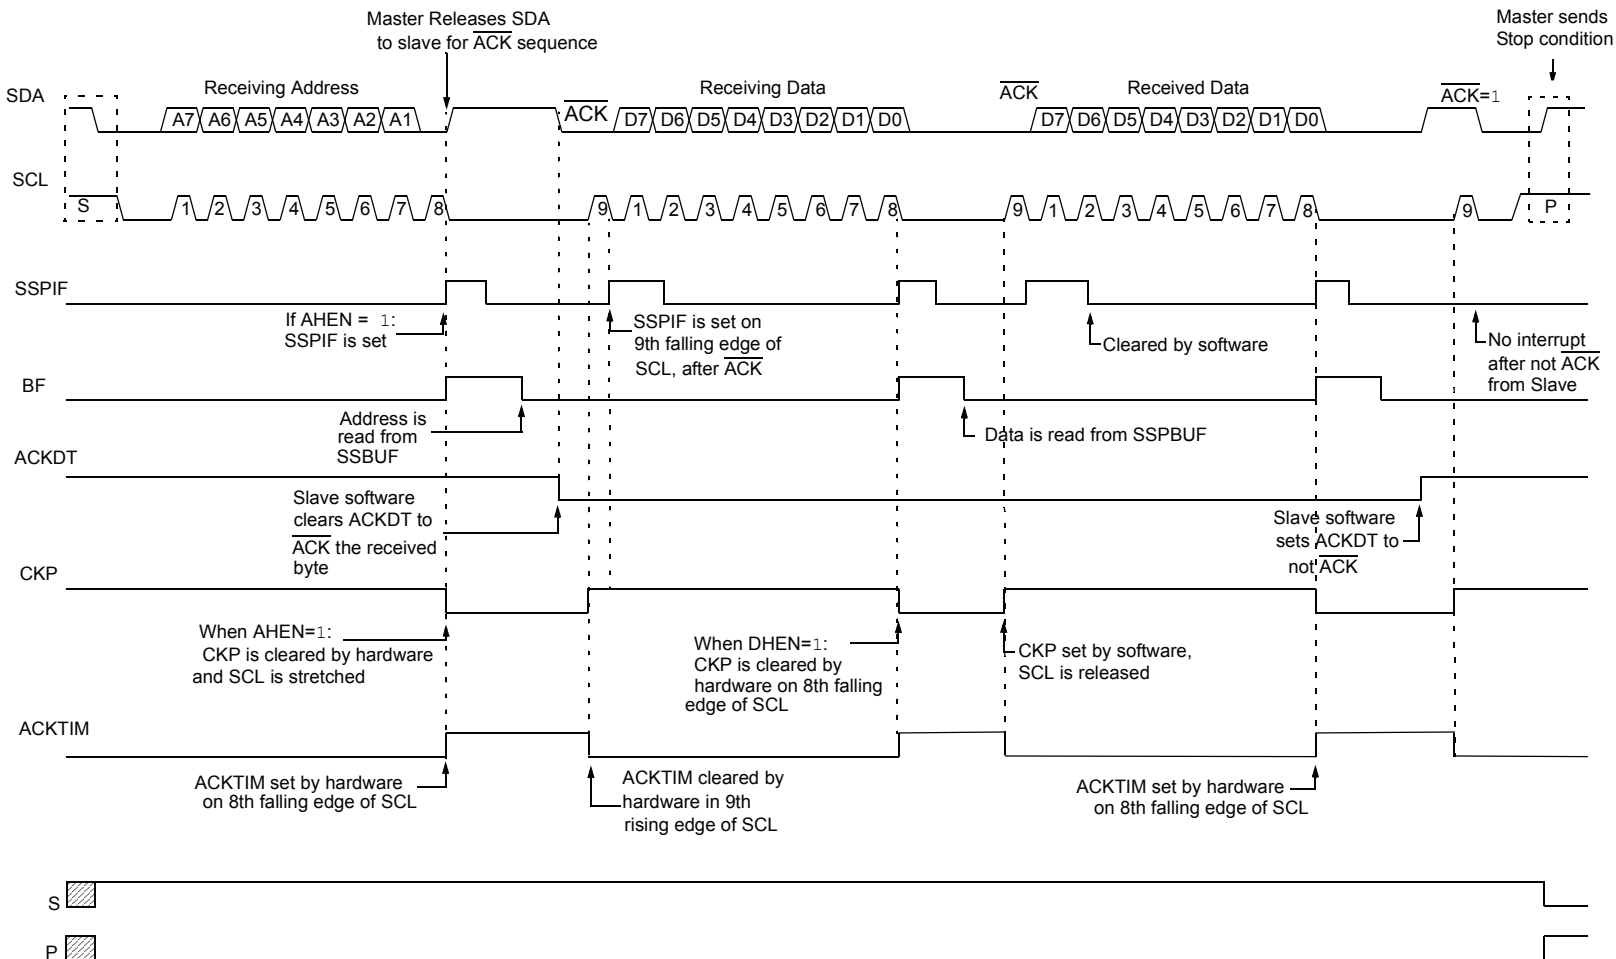 Master Releases SDA
to slave for ACK sequence
Master sends
Stop condition
SDA
Receiving Address
A7 A6 A5 A4 A3 A2 A1
ACK
Receiving Data
D7 D6 D5 D4 D3 D2 D1 D0
ACK
Received Data
D7 D6 D5 D4 D3 D2 D1 D0
ACK=1
SCL
S
1 2 3 4 5 6 7 8
9 1 2 3 4 5 6 7 8
9 1 2 3 4 5 6 7 8
9
P
SSPIF
If AHEN = 1:
SSPIF is set
SSPIF is set on
9th falling edge of
SCL, after ACK
Cleared by software
No interrupt
after not ACK
from Slave
BF
Address is
read from
SSBUF
Data is read from SSPBUF
ACKDT
Slave software
clears ACKDT to
ACK the received
byte
Slave software
sets ACKDT to
not ACK
CKP
When AHEN=1:
CKP is cleared by hardware
and SCL is stretched
When DHEN=1:
CKP is cleared by
hardware on 8th falling
edge of SCL
CKP set by software,
SCL is released
ACKTIM
ACKTIM set by hardware
on 8th falling edge of SCL
ACKTIM cleared by
hardware in 9th
rising edge of SCL
ACKTIM set by hardware
on 8th falling edge of SCL
S
P